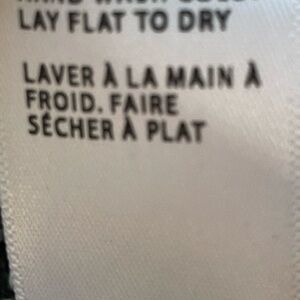 LAY FLAT TO DRY
LAVER À LA MAIN À
FROID. FAIRE
SÉCHER À PLAT